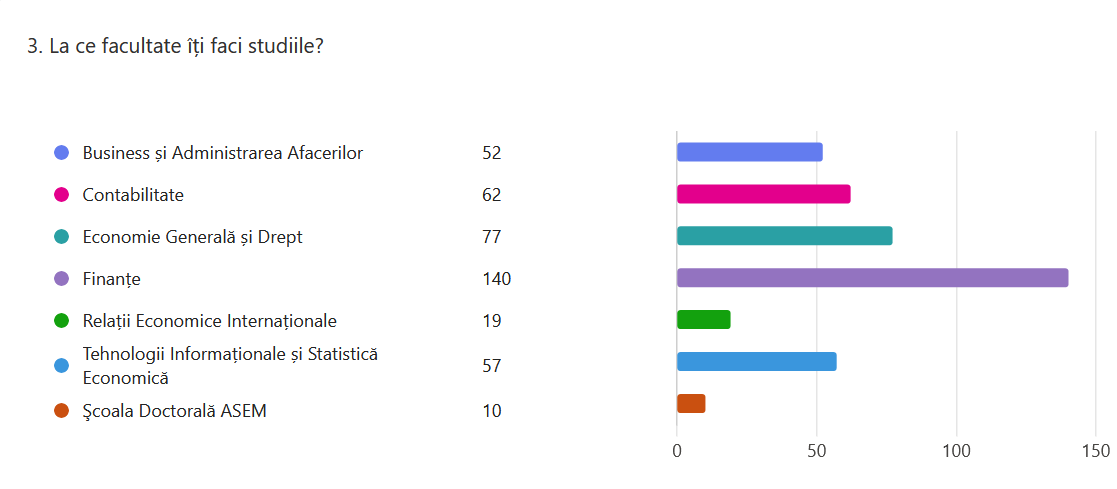 3. La ce facultate îți faci studiile?
Business și Administrarea Afacerilor 52
Contabilitate 62
Economie Generală și Drept 77
Finanțe 140
Relații Economice Internaționale 19
Tehnologii Informaționale și Statistică
Economică 57
Şcoala Doctorală ASEM 10
0 50 100 150